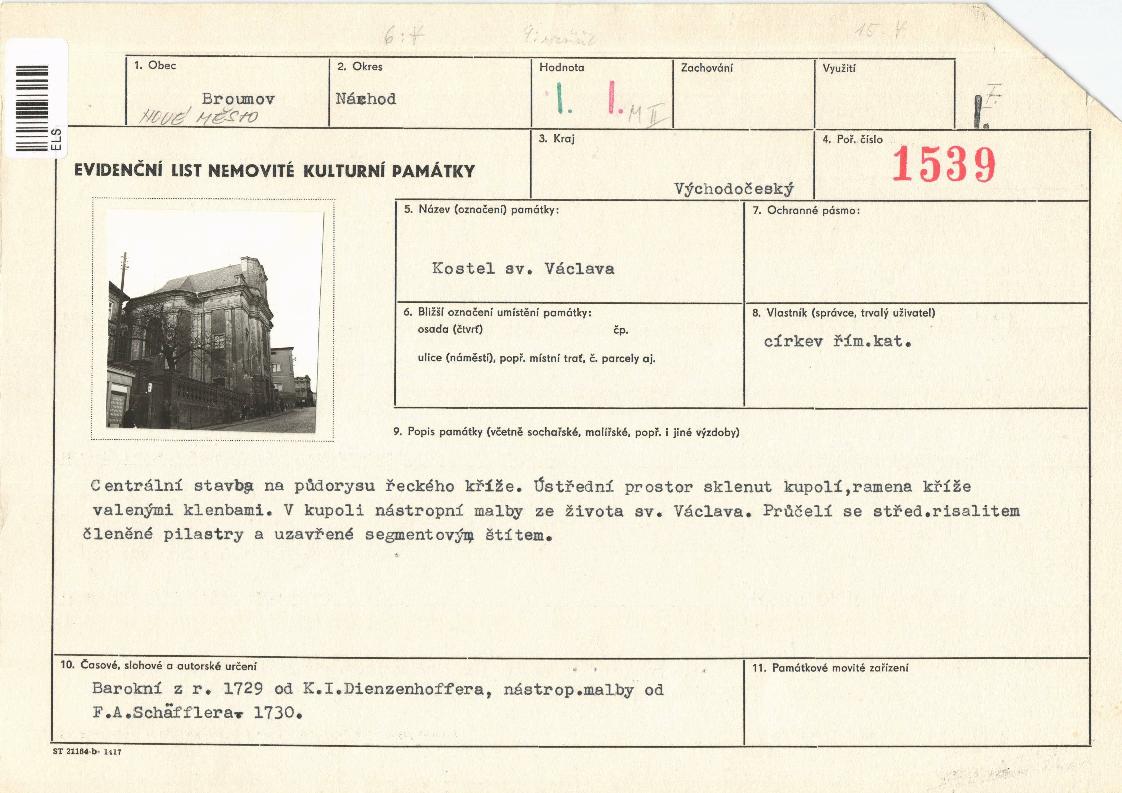 6:
15.
1. Obec
Broumov
NOVÉ MĚSTO
2. Okres
Náchod
Hodnota
I. I. M II
Zachování
Využití
I.
I.
ELS
EVIDENČNÍ LIST NEMOVITÉ KULTURNÍ PAMÁTKY
3. Kraj
Východočeský
4. Poř. číslo
1539
5. Název (označení) památky:
Kostel sv. Václava
7. Ochranné pásmo:
6. Bližší označení umístění památky:
osada (čtvrť) čp.
ulice (náměstí), popř. místní trať, č. parcely aj.
8. Vlastník (správce, trvalý uživatel)
církev řím.kat.
9. Popis památky (včetně sochařské, malířské, popř. i jiné výzdoby)
Centrální stavba na půdorysu řeckého kříže. Ústřední prostor sklenut kupolí,ramena kříže
valenými klenbami. V kupoli nástropní malby ze života sv. Václava. Průčelí se střed.risalitem
členěné pilastry a uzavřené segmentovým štítem.
10. Časové, slohové a autorské určení
Barokní z r. 1729 od K.I.Dienzenhoffera, nástrop.malby od
F.A.Schäfflera 1730.
11. Památkové movité zařízení
ST 21184-b- 1417